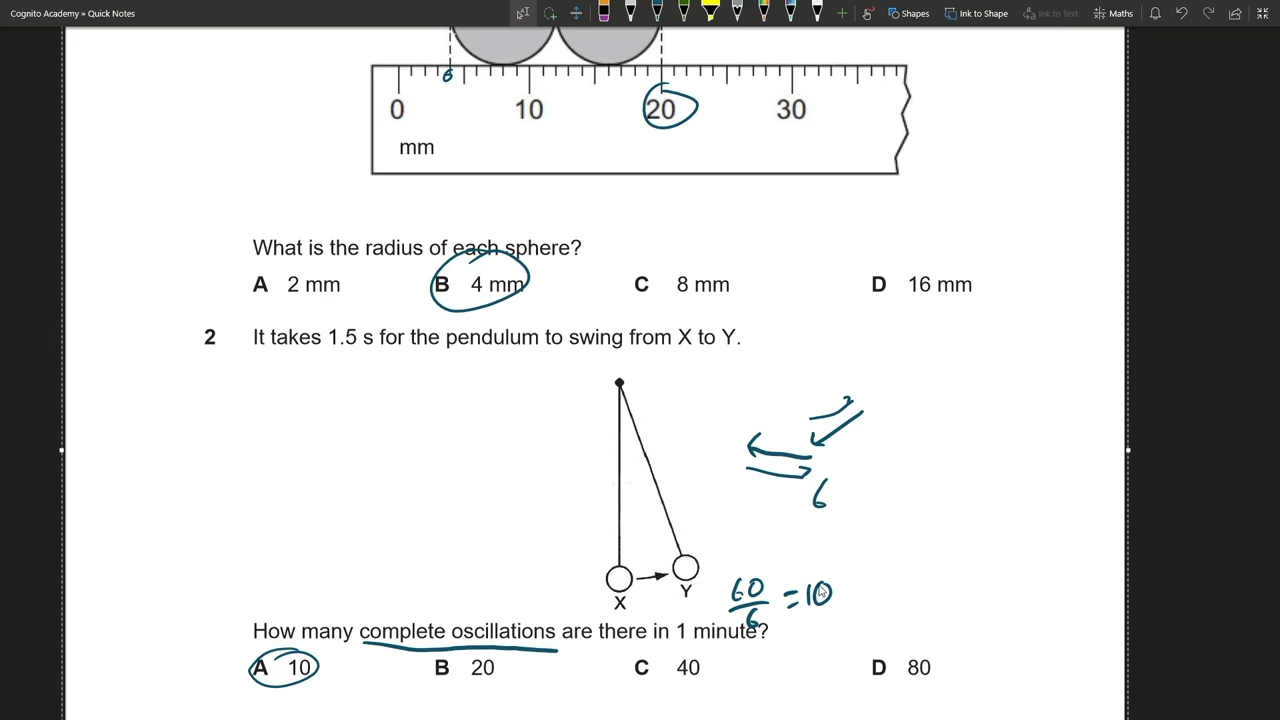 Cognito Academy » Quick Notes
Shapes
Ink to Shape
Ink to Text
Maths
6
0 10 20 30
mm
What is the radius of each sphere?
A 2 mm B 4 mm C 8 mm D 16 mm
2 It takes 1.5 s for the pendulum to swing from X to Y.
6
X Y
60/6 = 10
How many complete oscillations are there in 1 minute?
A 10 B 20 C 40 D 80